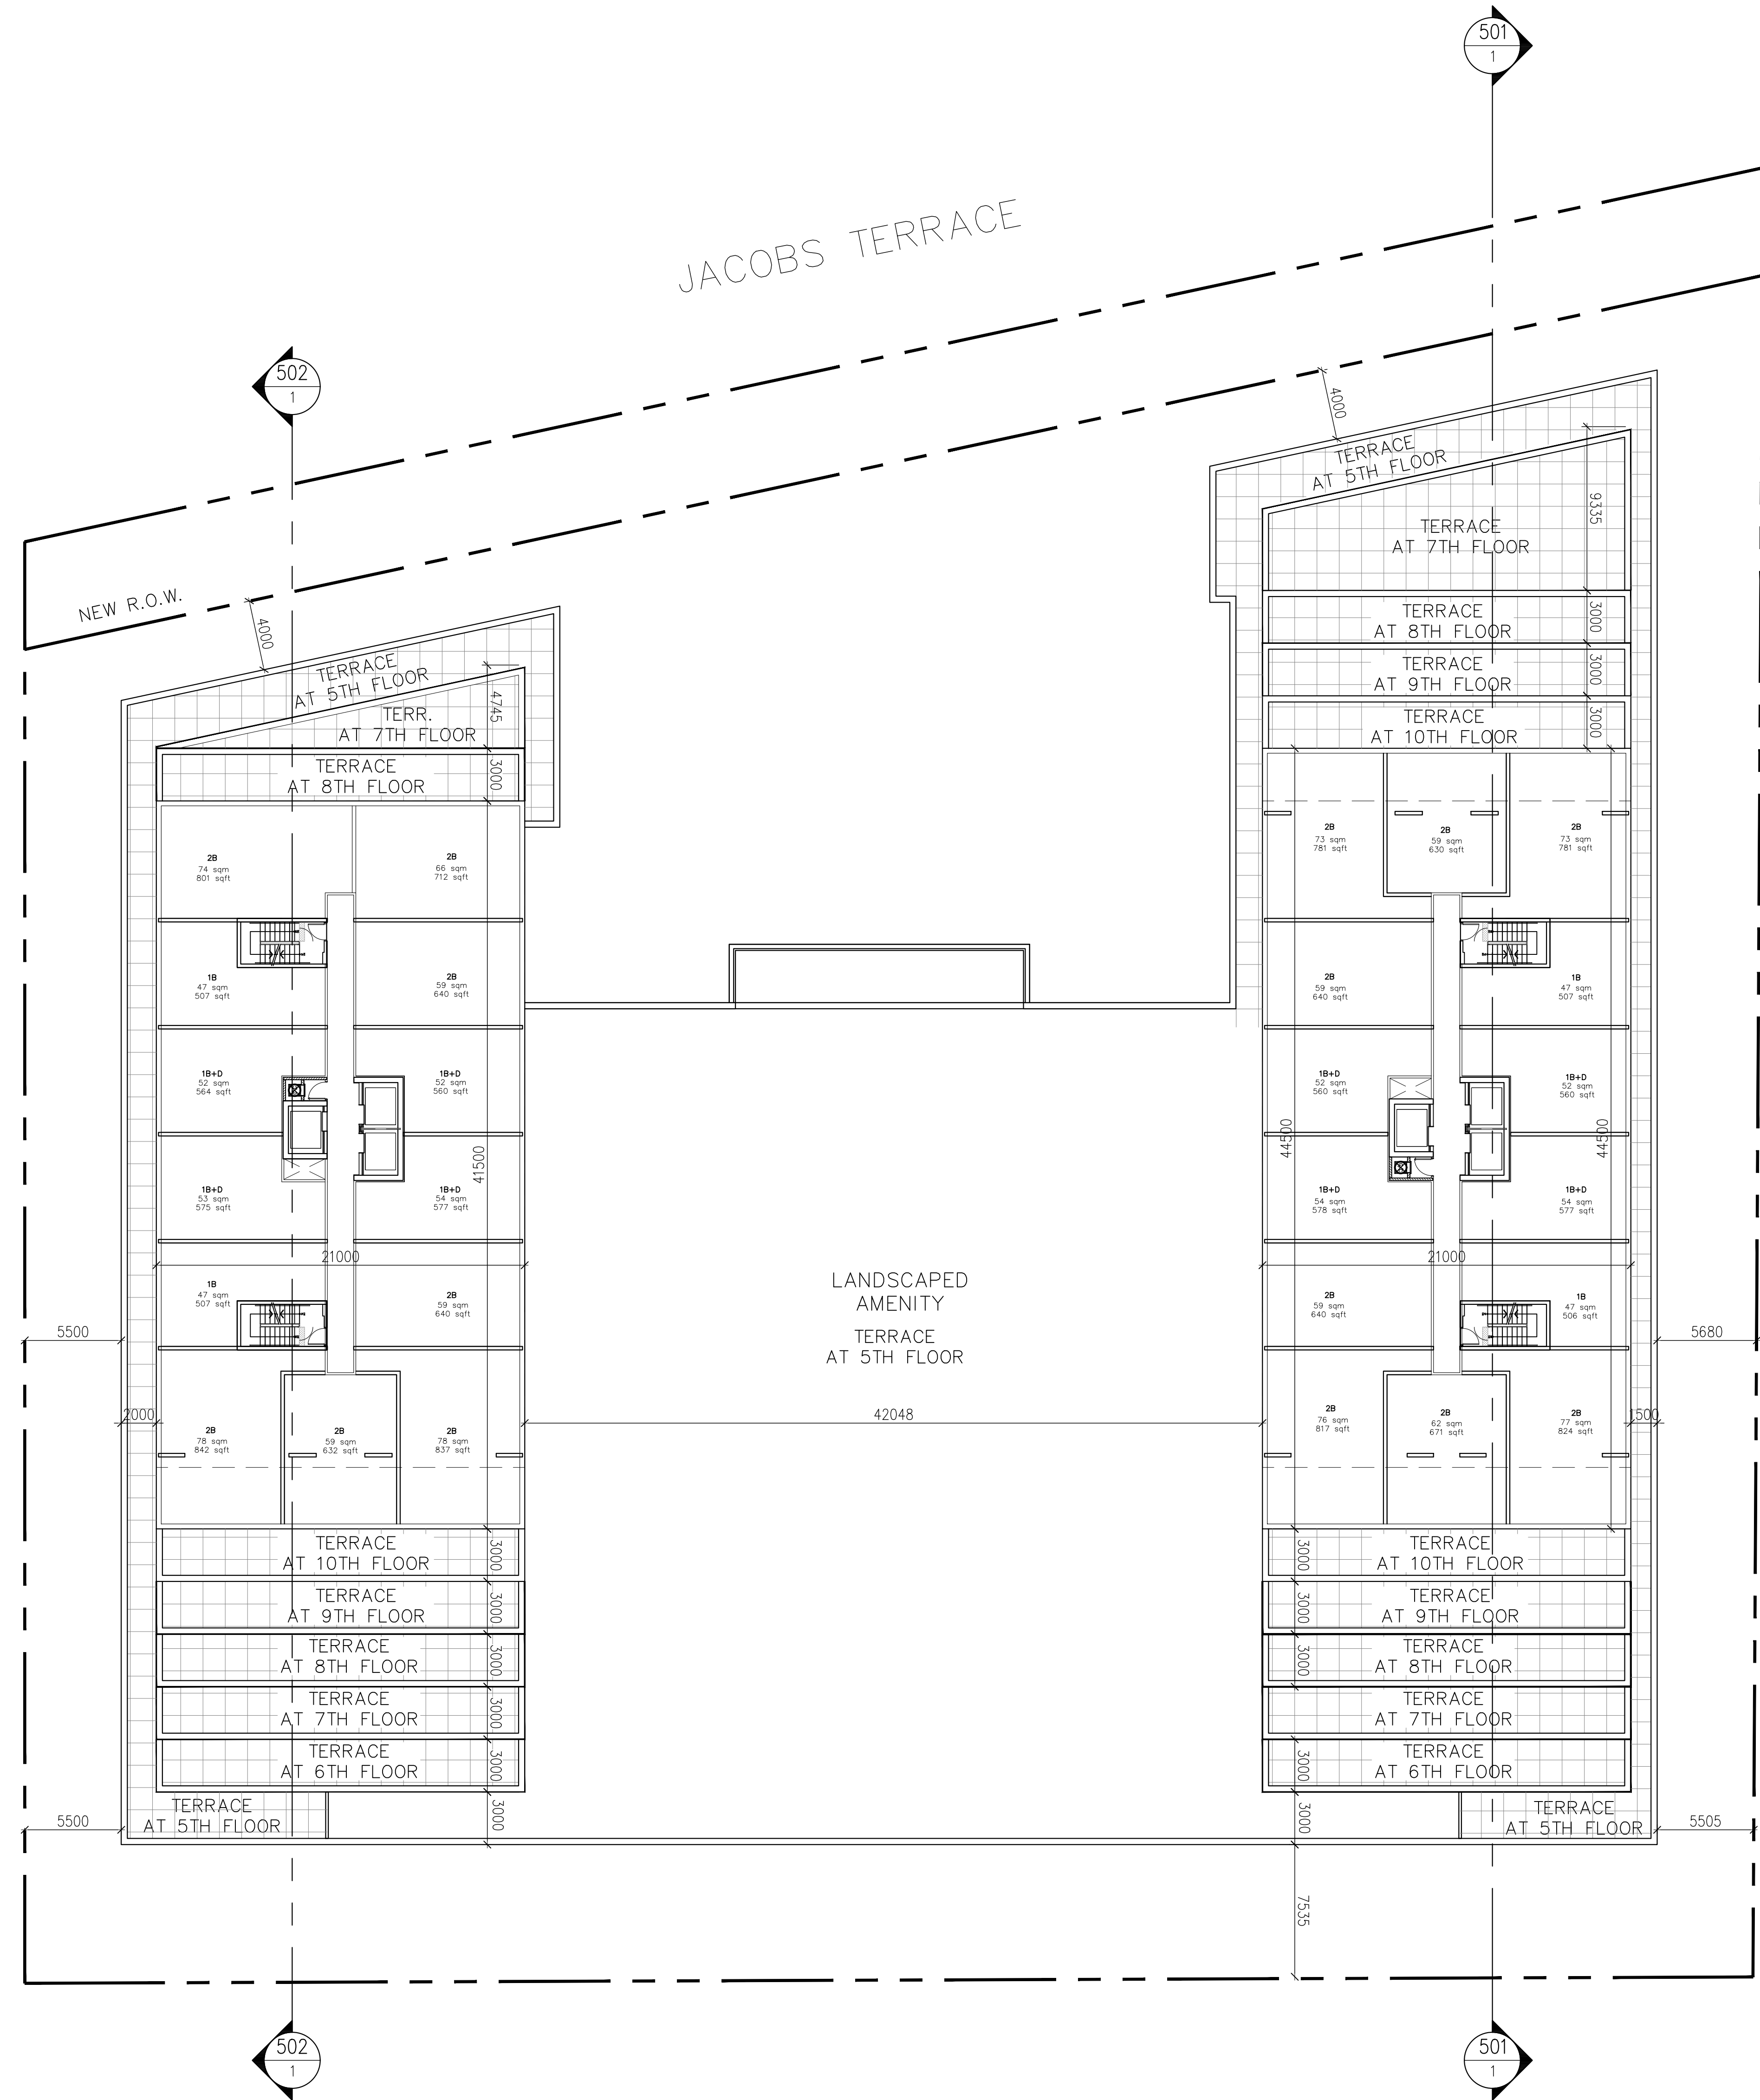 501
1
JACOBS TERRACE
502
1
4000
TERRACE
AT 5TH FLOOR
9335
TERRACE
AT 7TH FLOOR
NEW R.O.W.
4000
TERRACE
AT 8TH FLOOR
3000
TERRACE
AT 5TH FLOOR
TERRACE
AT 9TH FLOOR
3000
TERR.
AT 7TH FLOOR
4745
TERRACE
AT 10TH FLOOR
3000
TERRACE
AT 8TH FLOOR
3000
2B
74 sqm
801 sqft
2B
66 sqm
712 sqft
2B
73 sqm
781 sqft
2B
59 sqm
630 sqft
2B
73 sqm
781 sqft
1B
47 sqm
507 sqft
2B
59 sqm
640 sqft
2B
59 sqm
640 sqft
1B
47 sqm
507 sqft
1B+D
52 sqm
564 sqft
1B+D
52 sqm
560 sqft
1B+D
52 sqm
560 sqft
1B+D
52 sqm
560 sqft
41500
44500
44500
1B+D
53 sqm
575 sqft
1B+D
54 sqm
577 sqft
1B+D
54 sqm
578 sqft
1B+D
54 sqm
577 sqft
21000
21000
1B
47 sqm
507 sqft
2B
59 sqm
640 sqft
LANDSCAPED
AMENITY
TERRACE
AT 5TH FLOOR
2B
59 sqm
640 sqft
1B
47 sqm
506 sqft
5500
5680
2000
42048
1500
2B
78 sqm
842 sqft
2B
59 sqm
632 sqft
2B
78 sqm
837 sqft
2B
76 sqm
817 sqft
2B
62 sqm
671 sqft
2B
77 sqm
824 sqft
TERRACE
AT 10TH FLOOR
3000
3000
TERRACE
AT 10TH FLOOR
TERRACE
AT 9TH FLOOR
3000
3000
TERRACE
AT 9TH FLOOR
TERRACE
AT 8TH FLOOR
3000
3000
TERRACE
AT 8TH FLOOR
TERRACE
AT 7TH FLOOR
3000
TERRACE
AT 7TH FLOOR
TERRACE
AT 6TH FLOOR
3000
3000
TERRACE
AT 6TH FLOOR
5500
TERRACE
AT 5TH FLOOR
3000
3000
TERRACE
AT 5TH FLOOR
5505
7535
502
1
501
1